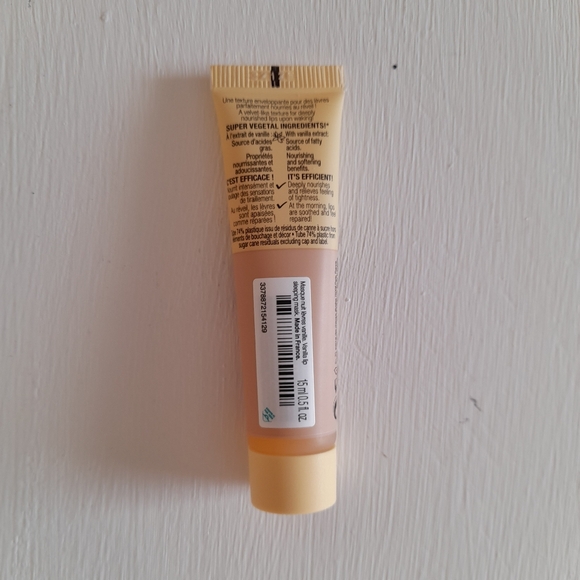 Une texture enveloppante pour des lèvres
parfaitement nourries au réveil !
A velvet-like texture for deeply
nourished lips upon waking
SUPER VEGETAL INGREDIENTS!*
À l'extrait de vanille :
Source d'acides
gras.
Propriétés
nourrissantes et
adoucissantes.
With vanilla extract
Source of fatty
acids.
Nourishing and
softening
benefits.
C'EST EFFICACE !
intensément et
des sensations
de tiraillement.
Au réveil, les lèvres
sont apaisées,
comme réparées !
IT'S EFFICIENT!
Deeply nourishes
and relieves feeling
of tightness.
At the morning, lips
are soothed and
repaired!
Tube 74% plastique issu de résidus de canne à sucre hors
éléments de bouchage et décor • Tube 74% plastic from
sugar cane residuals excluding cap and label.
Masque nuit lèvres vanille. Vanilla lip
sleeping mask. Made in France.
15 ml 0.5 fl. oz.
3378872154129